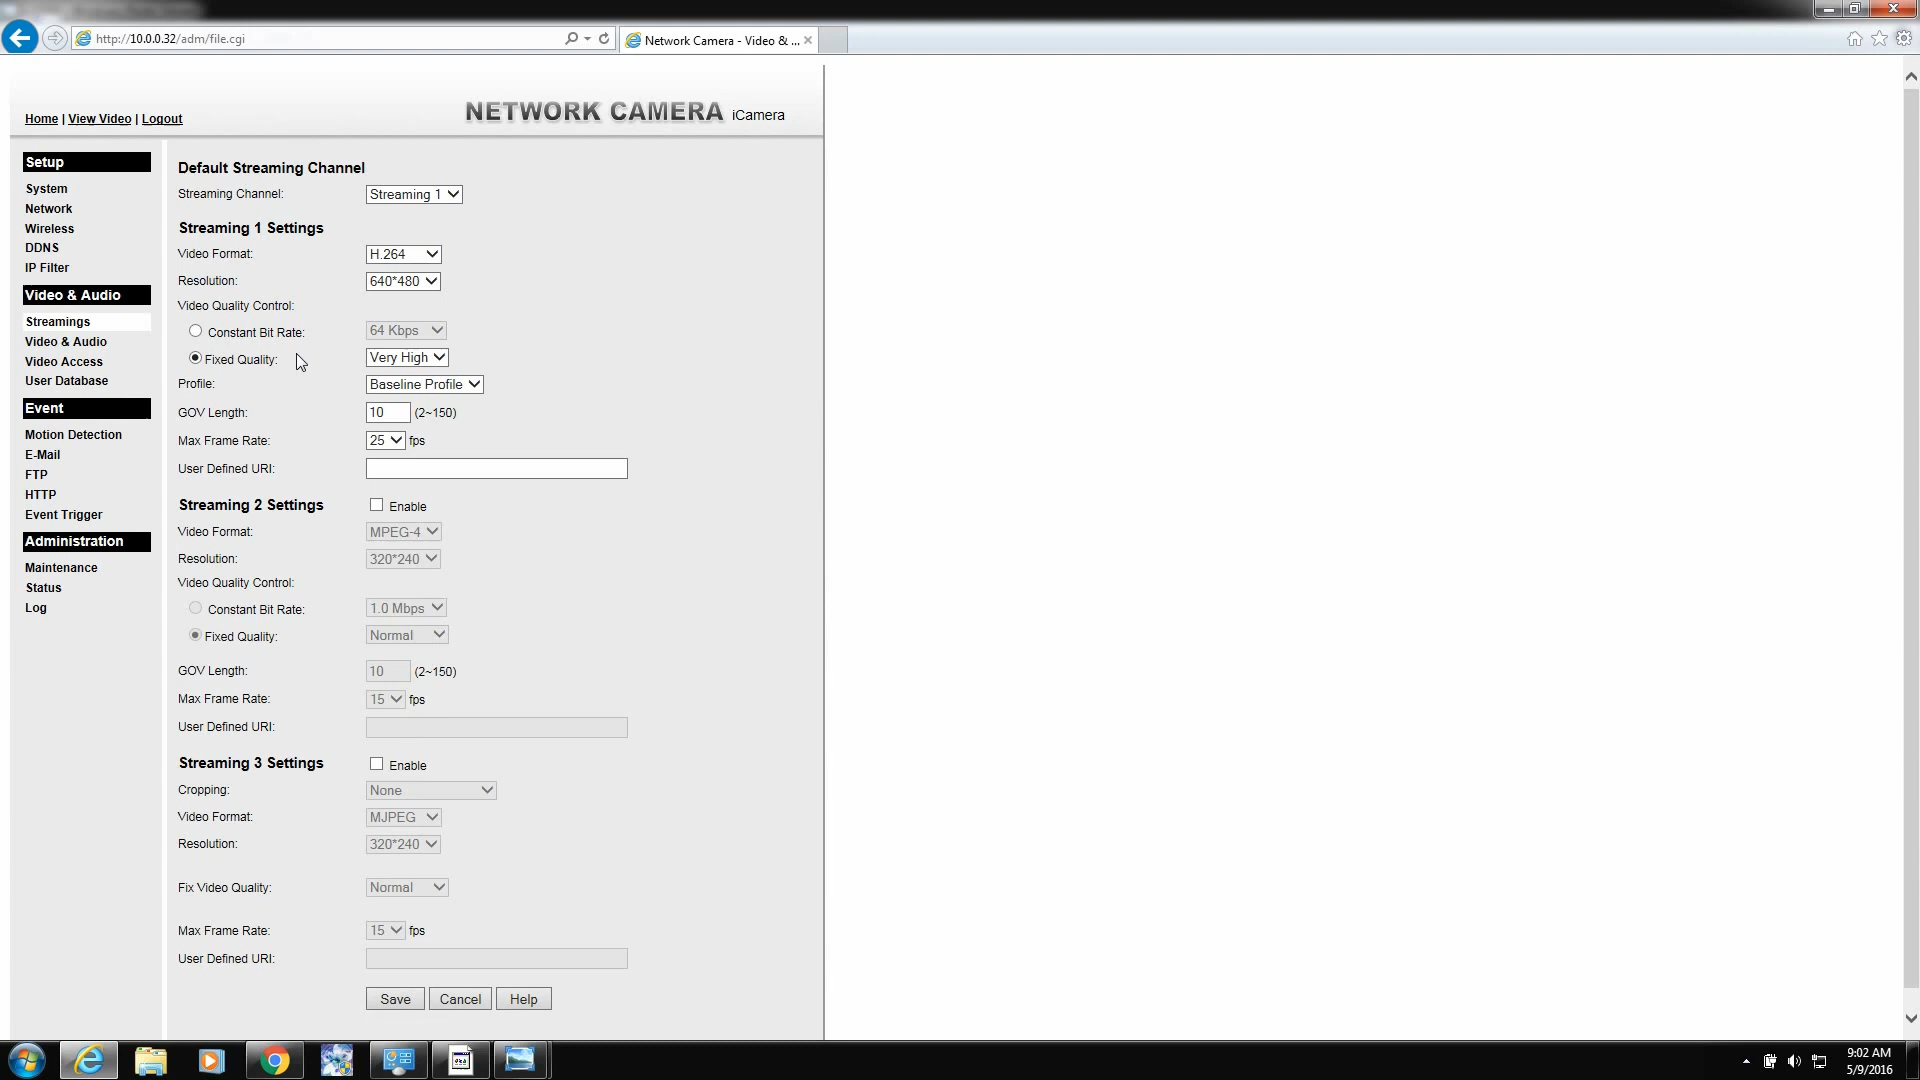 http://10.0.0.32/adm/file.cgi
Network Camera - Video & ...
NETWORK CAMERA iCamera
Home | View Video | Logout
Setup
System
Network
Wireless
DDNS
IP Filter
Video & Audio
Streamings
Video & Audio
Video Access
User Database
Event
Motion Detection
E-Mail
FTP
HTTP
Event Trigger
Administration
Maintenance
Status
Log
Default Streaming Channel
Streaming Channel: Streaming 1
Streaming 1 Settings
Video Format: H.264
Resolution: 640*480
Video Quality Control:
Constant Bit Rate: 64 Kbps
Fixed Quality: Very High
Profile: Baseline Profile
GOV Length: 10 (2~150)
Max Frame Rate: 25 fps
User Defined URI:
Streaming 2 Settings Enable
Video Format: MPEG-4
Resolution: 320*240
Video Quality Control:
Constant Bit Rate: 1.0 Mbps
Fixed Quality: Normal
GOV Length: 10 (2~150)
Max Frame Rate: 15 fps
User Defined URI:
Streaming 3 Settings Enable
Cropping: None
Video Format: MJPEG
Resolution: 320*240
Fix Video Quality: Normal
Max Frame Rate: 15 fps
User Defined URI:
Save Cancel Help
9:02 AM
5/9/2016